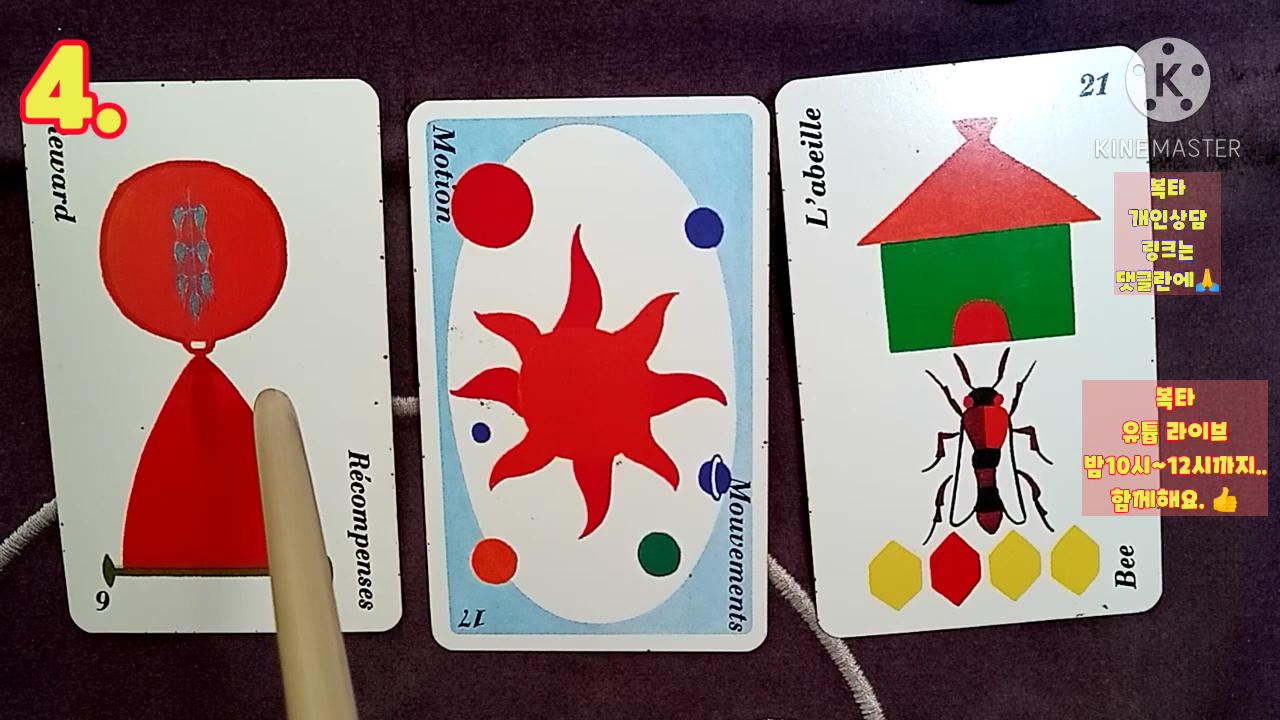 4.
Reward
Récompenses
6
Motion
Mouvements
17
21
L'abeille
Bee
K
KINEMASTER
복타
개인상담
링크는
댓글란에🙏
복타
유튭 라이브
밤10시~12시까지..
함께해요. 👍